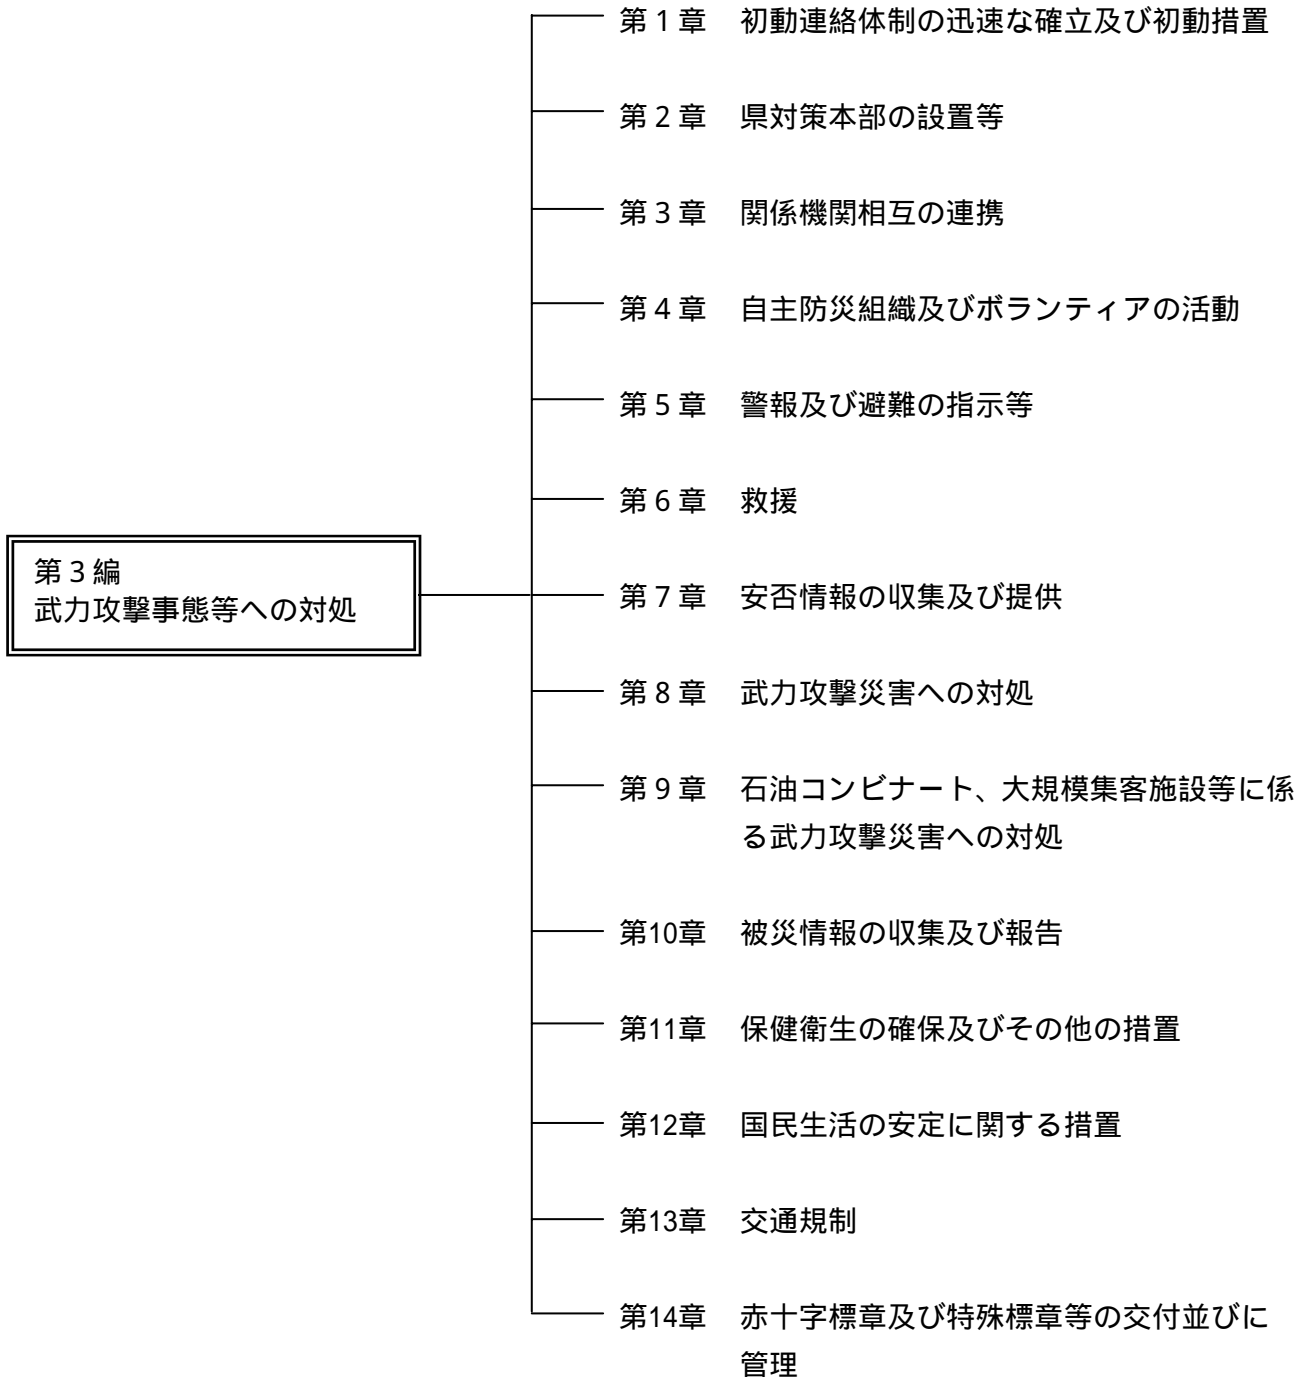 第１章　初動連絡体制の迅速な確立及び初動措置
第２章　県対策本部の設置等
第３章　関係機関相互の連携
第４章　自主防災組織及びボランティアの活動
第５章　警報及び避難の指示等
第６章　救援
第３編
武力攻撃事態等への対処
第７章　安否情報の収集及び提供
第８章　武力攻撃災害への対処
第９章　石油コンビナート、大規模集客施設等に係
る武力攻撃災害への対処
第10章　被災情報の収集及び報告
第11章　保健衛生の確保及びその他の措置
第12章　国民生活の安定に関する措置
第13章　交通規制
第14章　赤十字標章及び特殊標章等の交付並びに
管理